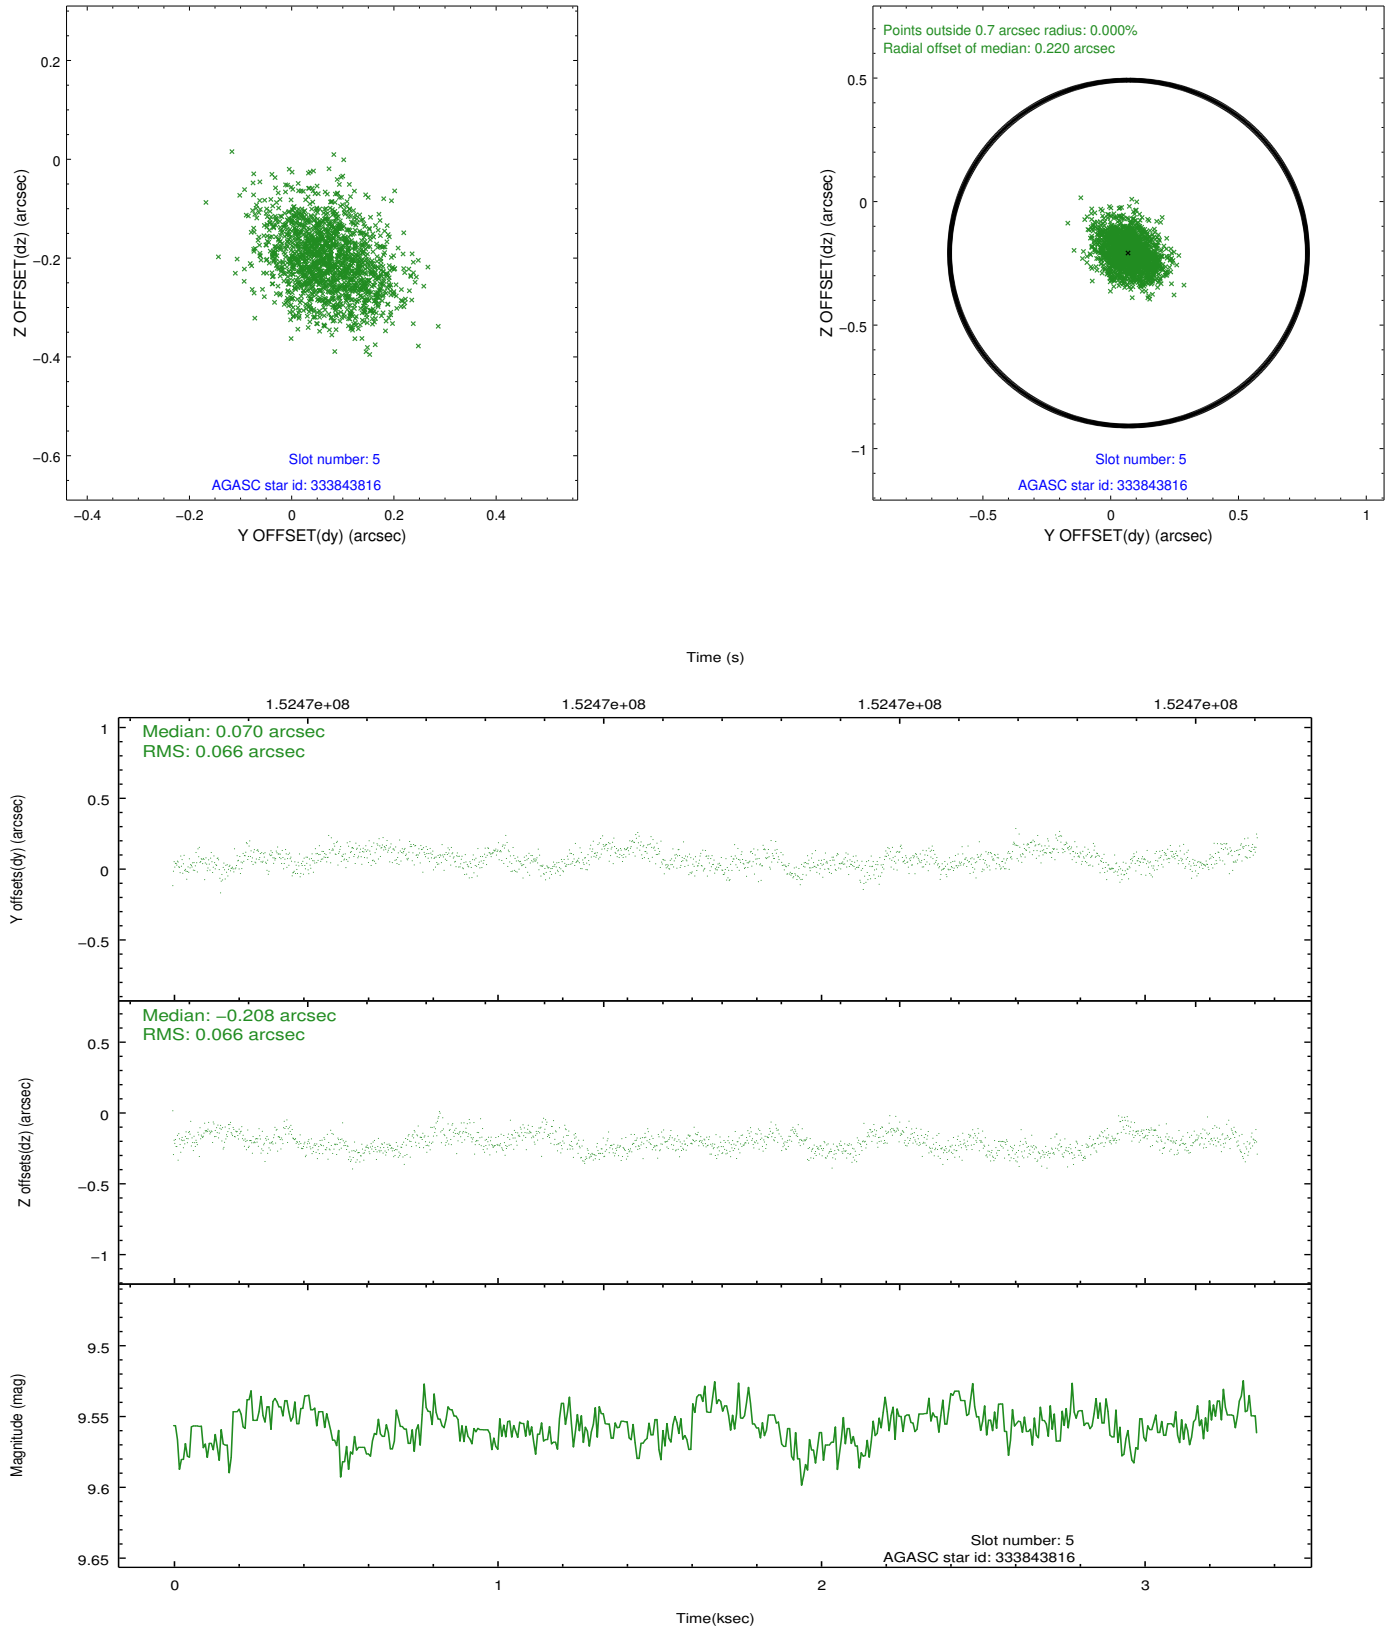 0.2
0
−0.2
−0.4
−0.6
Z OFFSET(dz) (arcsec)
Slot number: 5
AGASC star id: 333843816
−0.4
−0.2
0
0.2
0.4
Y OFFSET(dy) (arcsec)
Points outside 0.7 arcsec radius: 0.000%
Radial offset of median: 0.220 arcsec
0.5
0
−0.5
−1
Z OFFSET(dz) (arcsec)
Slot number: 5
AGASC star id: 333843816
−0.5
0
0.5
1
Y OFFSET(dy) (arcsec)
Time (s)
1.5247e+08
1.5247e+08
1.5247e+08
1.5247e+08
Median: 0.070 arcsec
RMS: 0.066 arcsec
1
0.5
0
−0.5
Y offsets(dy) (arcsec)
Median: −0.208 arcsec
RMS: 0.066 arcsec
0.5
0
−0.5
−1
Z offsets(dz) (arcsec)
9.5
9.55
9.6
9.65
Magnitude (mag)
Slot number: 5
AGASC star id: 333843816
0
1
2
3
Time(ksec)